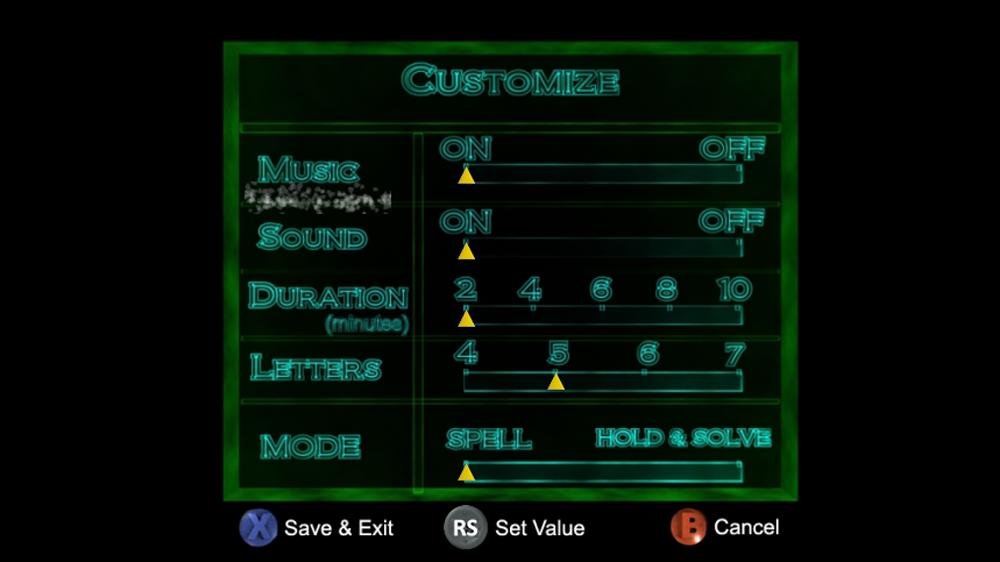 CUSTOMIZE
MUSIC
ON OFF
SOUND
ON OFF
DURATION
(minutes)
2 4 6 8 10
LETTERS
4 5 6 7
MODE
SPELL HOLD & SOLVE
X Save & Exit RS Set Value B Cancel